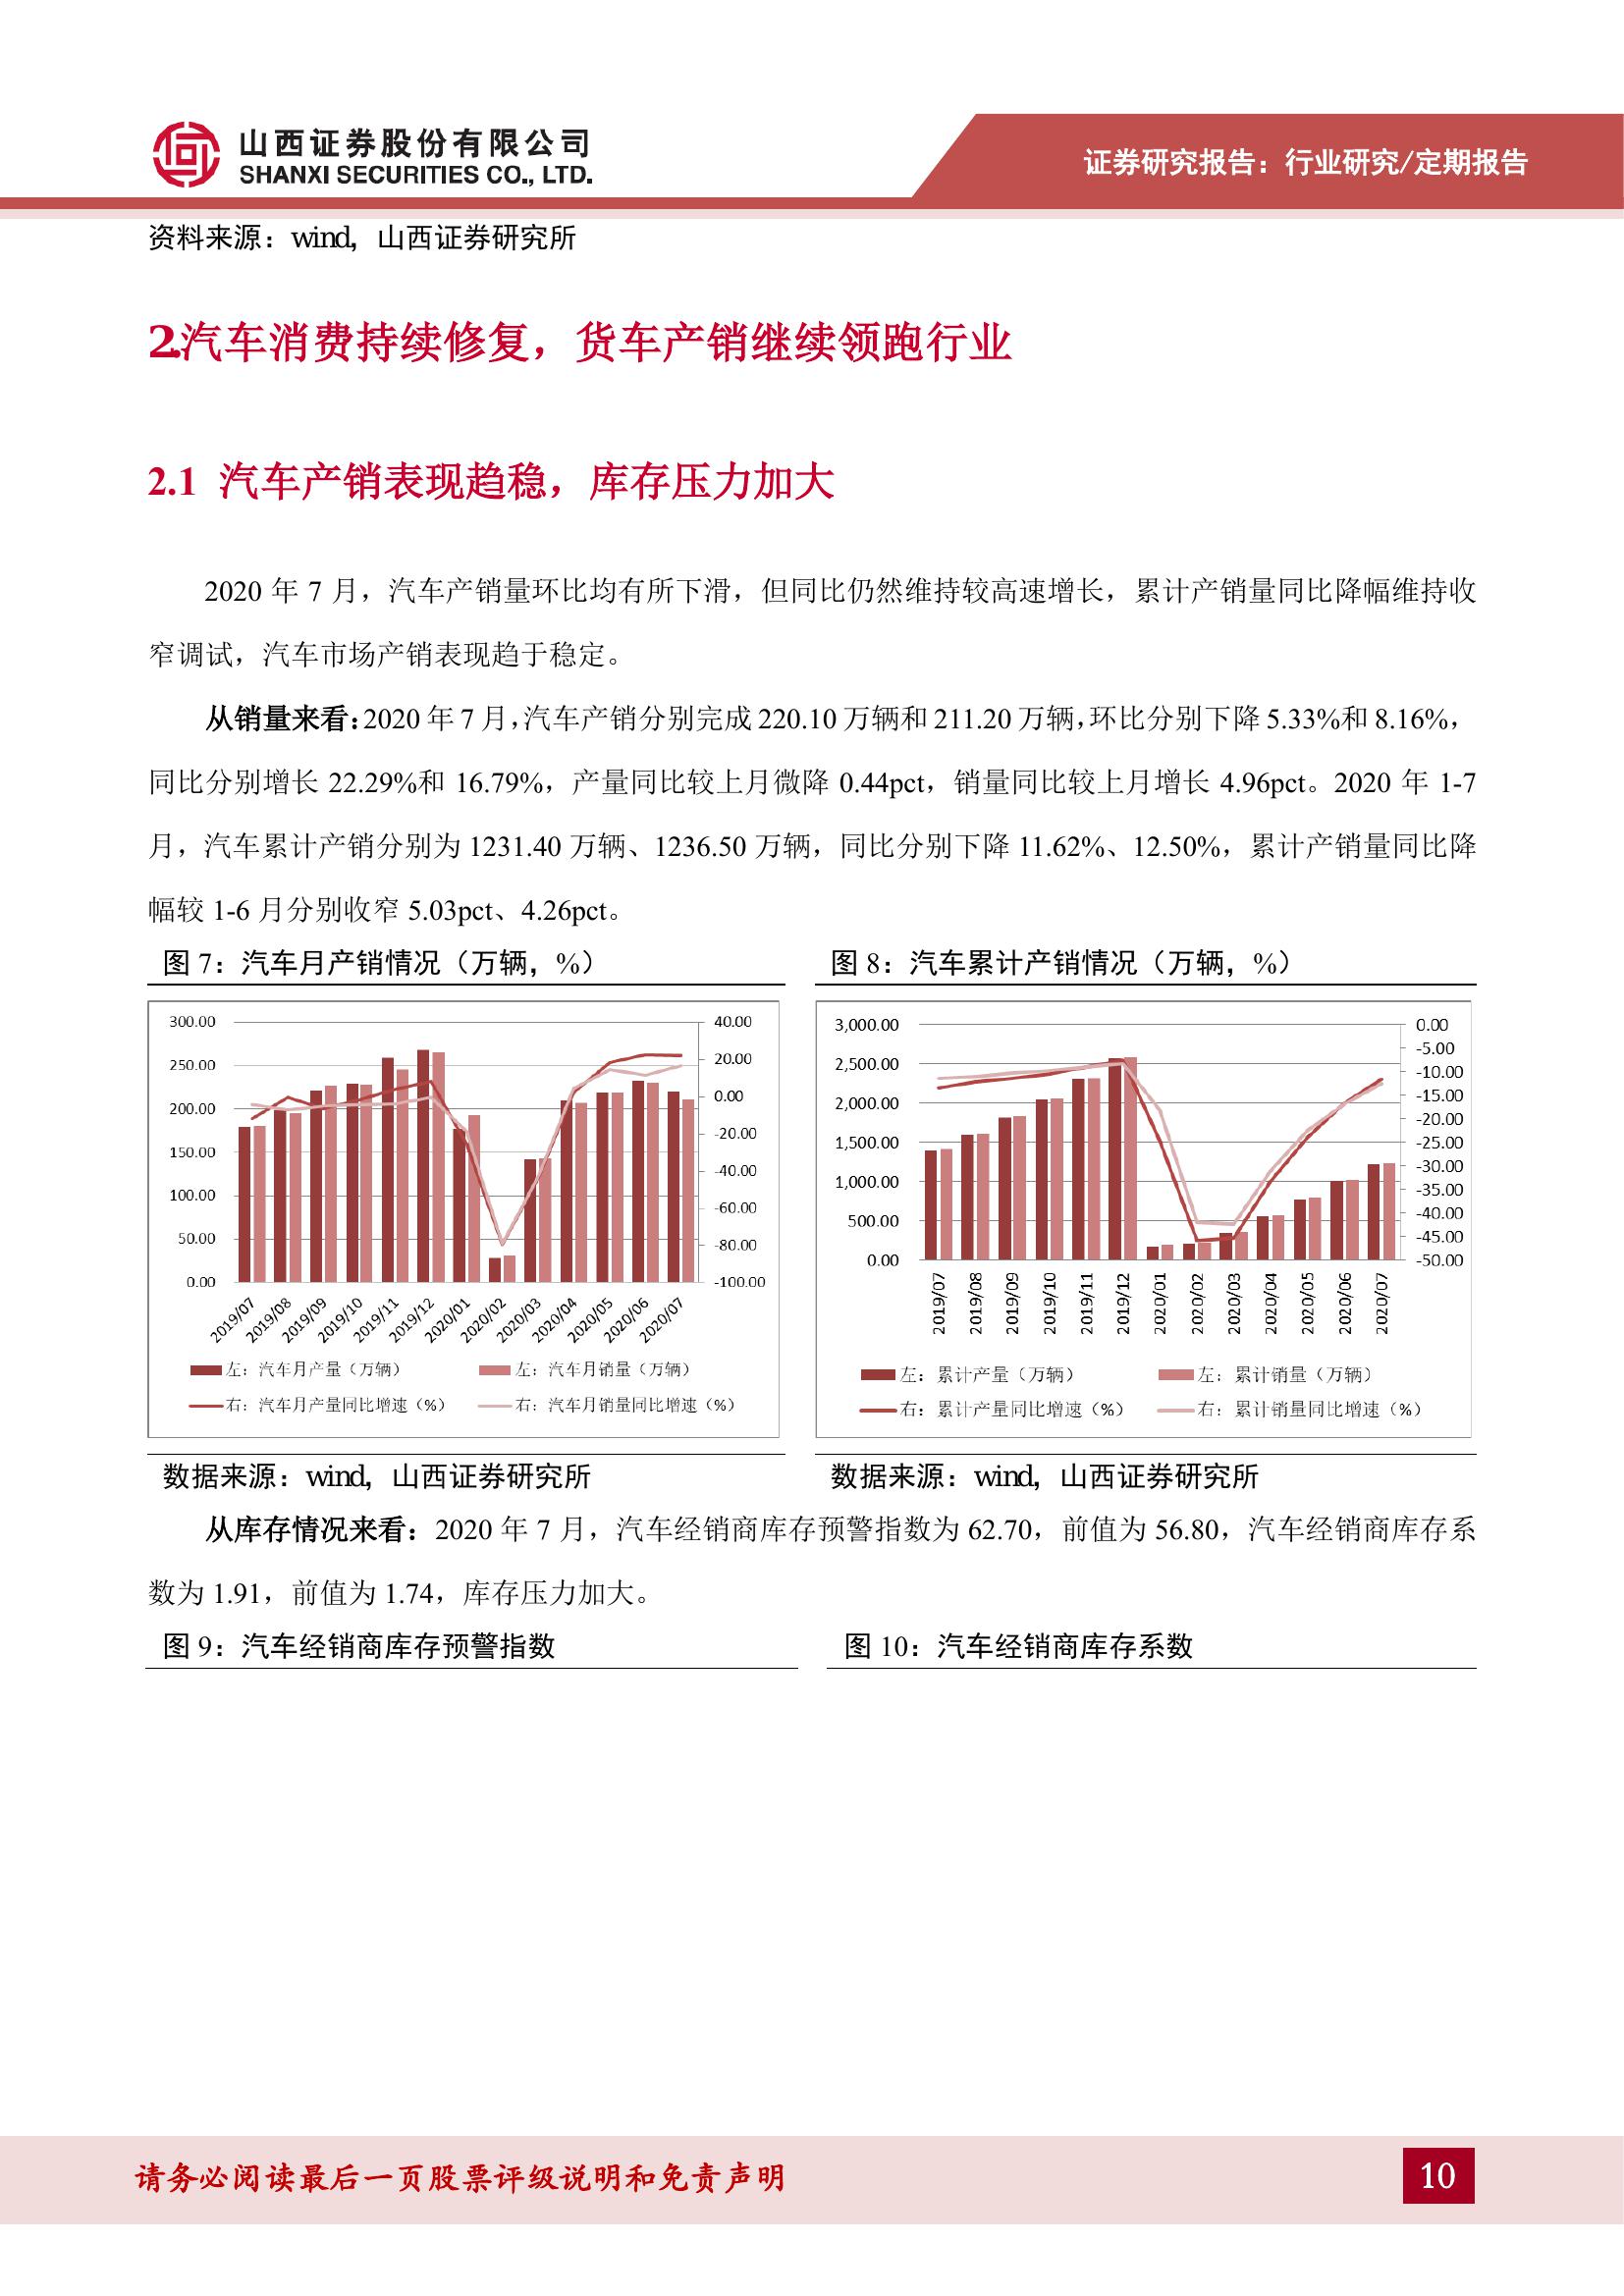 山西证券股份有限公司
SHANXI SECURITIES CO., LTD.
证券研究报告：行业研究/定期报告
资料来源：wind，山西证券研究所
2.汽车消费持续修复，货车产销继续领跑行业
2.1 汽车产销表现趋稳，库存压力加大
2020 年 7 月，汽车产销量环比均有所下滑，但同比仍然维持较高速增长，累计产销量同比降幅维持收
窄调试，汽车市场产销表现趋于稳定。
从销量来看：2020 年 7 月，汽车产销分别完成 220.10 万辆和 211.20 万辆，环比分别下降 5.33%和 8.16%，
同比分别增长 22.29%和 16.79%，产量同比较上月微降 0.44pct，销量同比较上月增长 4.96pct。2020 年 1-7
月，汽车累计产销分别为 1231.40 万辆、1236.50 万辆，同比分别下降 11.62%、12.50%，累计产销量同比降
幅较 1-6 月分别收窄 5.03pct、4.26pct。
图 7：汽车月产销情况（万辆，%）
300.00
250.00
200.00
150.00
100.00
50.00
0.00
40.00
20.00
0.00
-20.00
-40.00
-60.00
-80.00
-100.00
2019/07 2019/08 2019/09 2019/10 2019/11 2019/12 2020/01 2020/02 2020/03 2020/04 2020/05 2020/06 2020/07
左：汽车月产量（万辆） 左：汽车月销量（万辆）
右：汽车月产量同比增速（%） 右：汽车月销量同比增速（%）
数据来源：wind，山西证券研究所
图 8：汽车累计产销情况（万辆，%）
3,000.00
2,500.00
2,000.00
1,500.00
1,000.00
500.00
0.00
0.00
-5.00
-10.00
-15.00
-20.00
-25.00
-30.00
-35.00
-40.00
-45.00
-50.00
2019/07 2019/08 2019/09 2019/10 2019/11 2019/12 2020/01 2020/02 2020/03 2020/04 2020/05 2020/06 2020/07
左：累计产量（万辆） 左：累计销量（万辆）
右：累计产量同比增速（%） 右：累计销量同比增速（%）
数据来源：wind，山西证券研究所
从库存情况来看：2020 年 7 月，汽车经销商库存预警指数为 62.70，前值为 56.80，汽车经销商库存系
数为 1.91，前值为 1.74，库存压力加大。
图 9：汽车经销商库存预警指数
图 10：汽车经销商库存系数
请务必阅读最后一页股票评级说明和免责声明
10